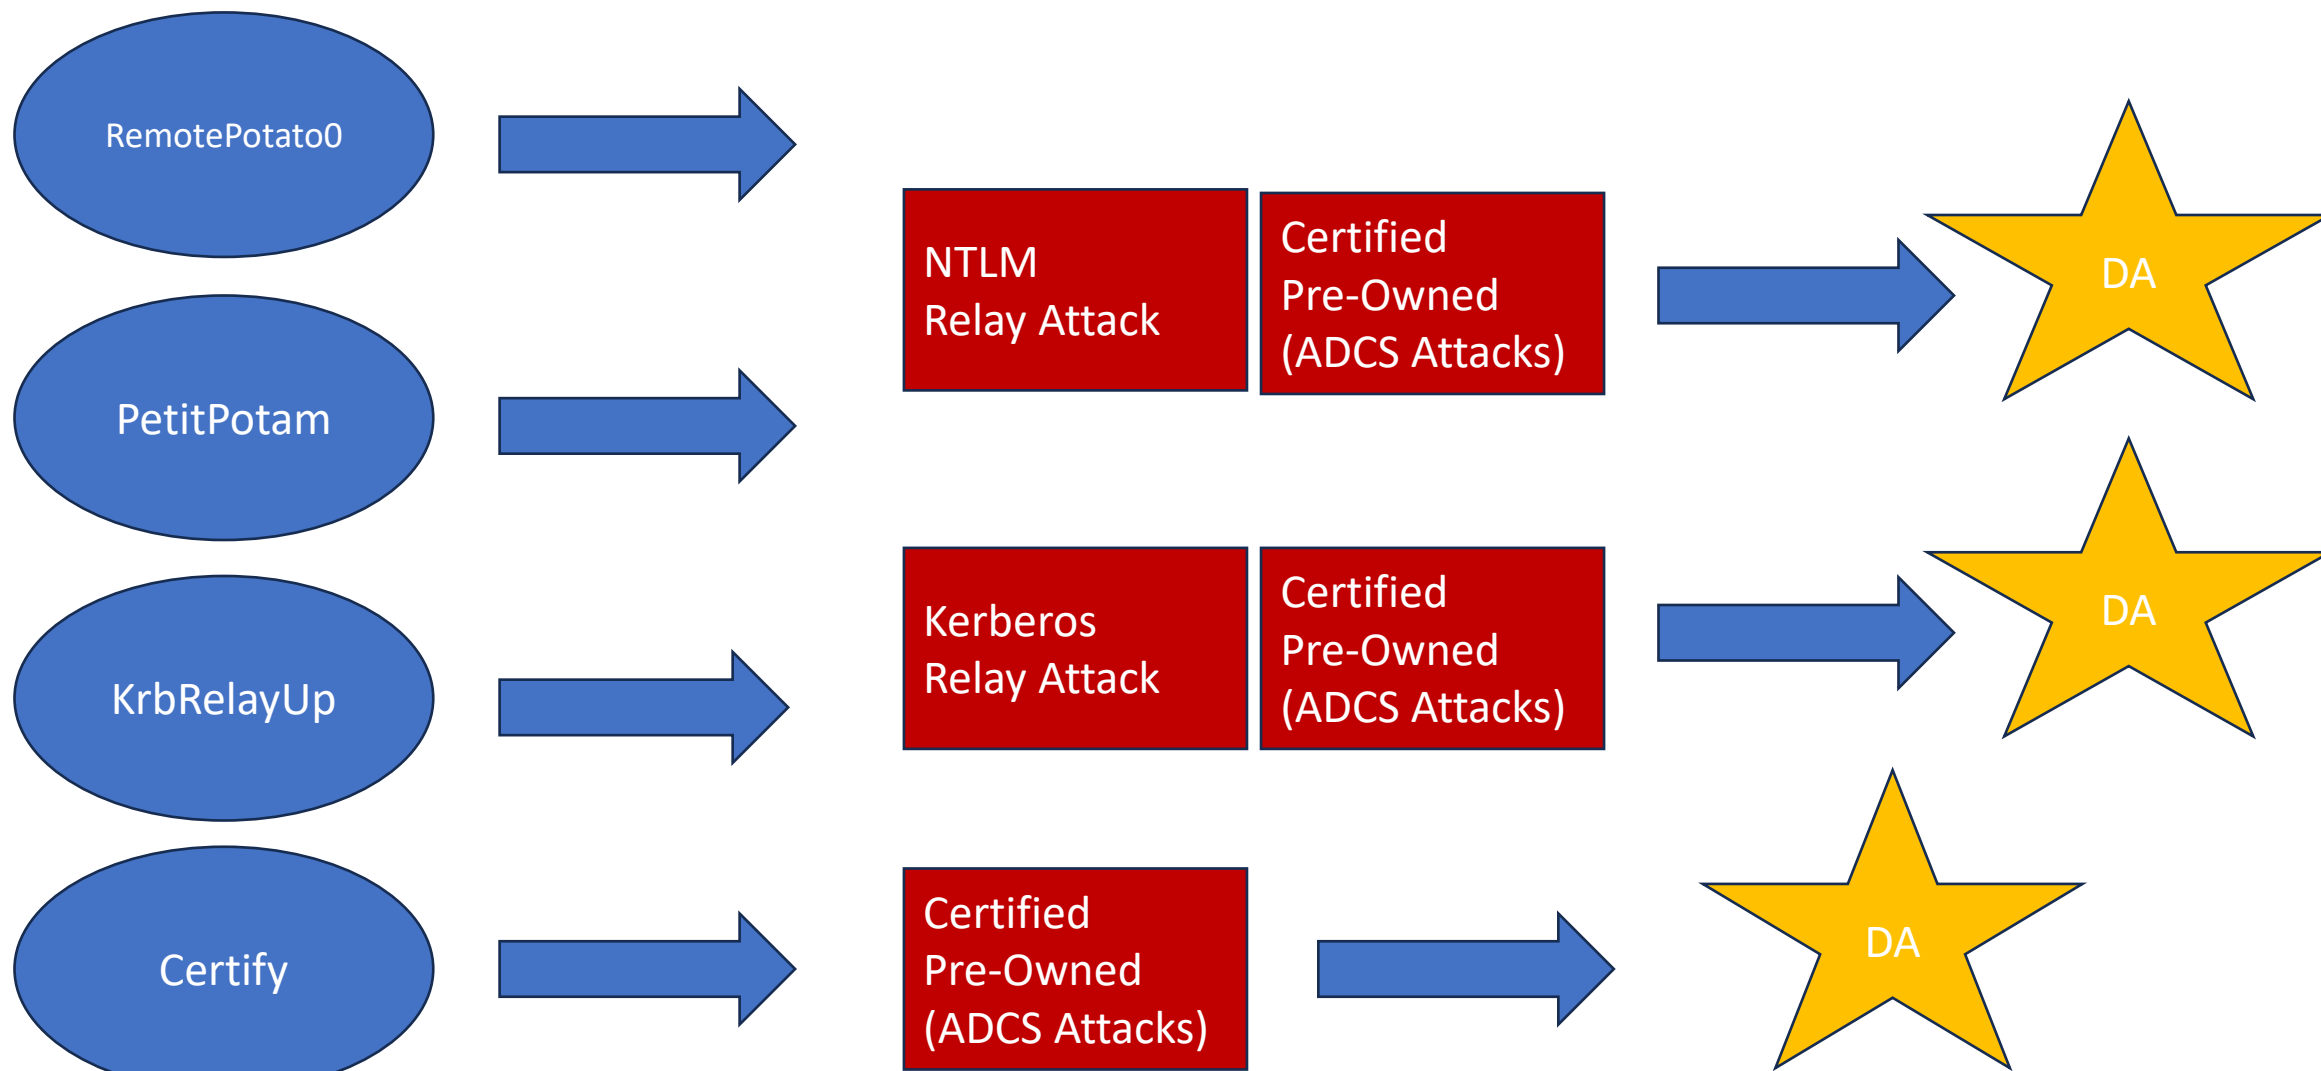 RemotePotato0
NTLM
Relay Attack
Certified
Pre-Owned
(ADCS Attacks)
DA
PetitPotam
KrbRelayUp
Kerberos
Relay Attack
Certified
Pre-Owned
(ADCS Attacks)
DA
Certify
Certified
Pre-Owned
(ADCS Attacks)
DA